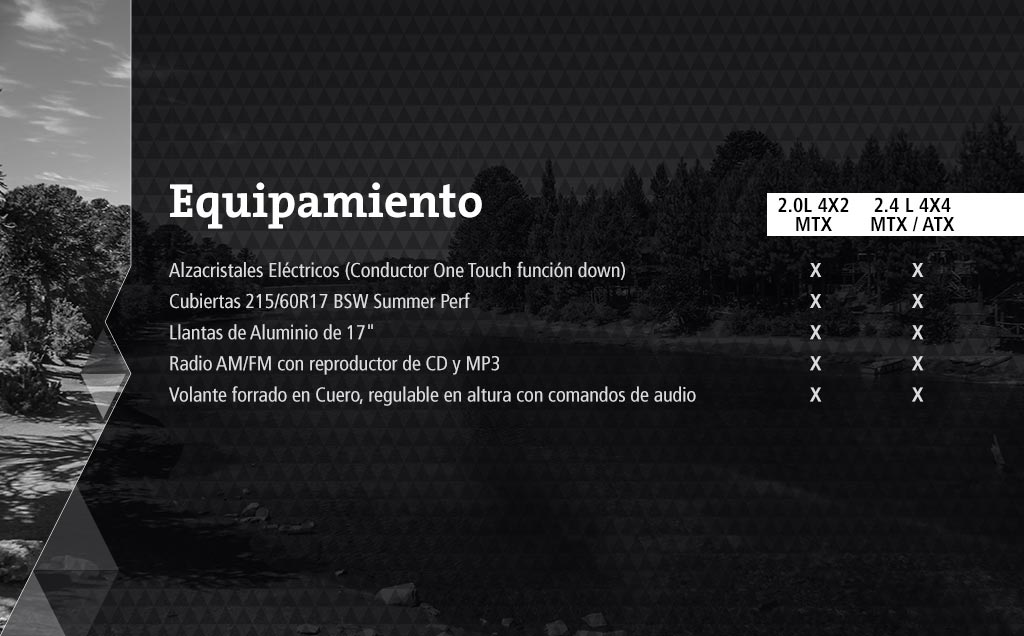 Equipamiento
2.0L 4X2 2.4 L 4X4
MTX MTX / ATX
Alzacristales Eléctricos (Conductor One Touch función down) X X
Cubiertas 215/60R17 BSW Summer Perf X X
Llantas de Aluminio de 17" X X
Radio AM/FM con reproductor de CD y MP3 X X
Volante forrado en Cuero, regulable en altura con comandos de audio X X